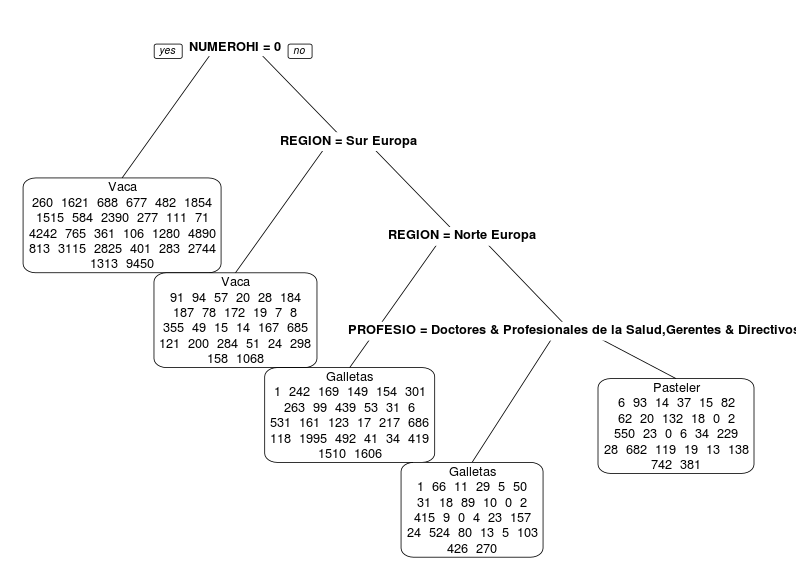 yes NUMEROHI = 0 no
REGION = Sur Europa
Vaca
260 1621 688 677 482 1854
1515 584 2390 277 111 71
4242 765 361 106 1280 4890
813 3115 2825 401 283 2744
1313 9450
REGION = Norte Europa
Vaca
91 94 57 20 28 184
187 78 172 19 7 8
355 49 15 14 167 685
121 200 284 51 24 298
158 1068
PROFESIO = Doctores & Profesionales de la Salud,Gerentes & Directivos
Galletas
1 242 169 149 154 301
263 99 439 53 31 6
531 161 123 17 217 686
118 1995 492 41 34 419
1510 1606
Pasteler
6 93 14 37 15 82
62 20 132 18 0 2
550 23 0 6 34 229
28 682 119 19 13 138
742 381
Galletas
1 66 11 29 5 50
31 18 89 10 0 2
415 9 0 4 23 157
24 524 80 13 5 103
426 270